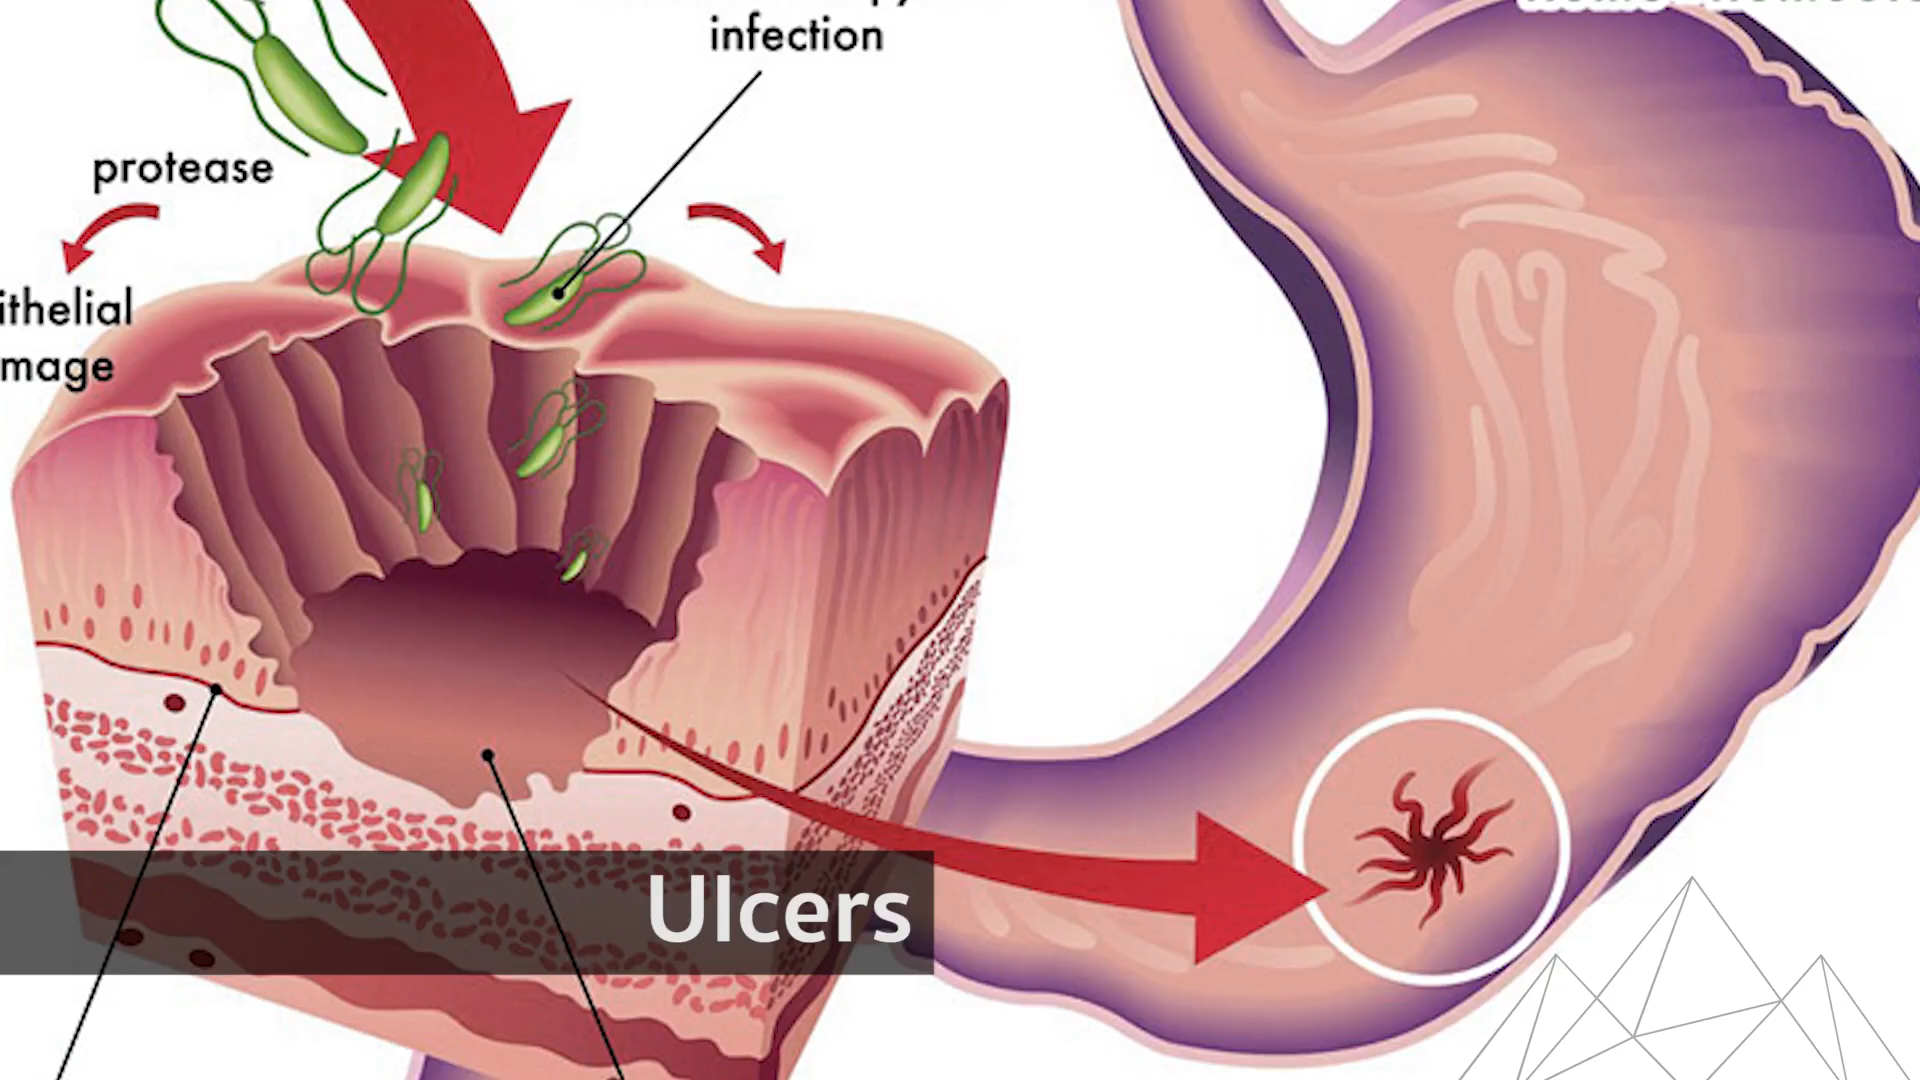 infection
protease
ithelial
mage
Ulcers